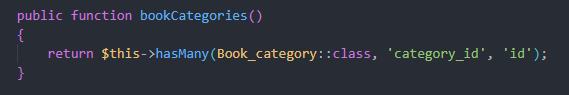 public function bookCategories()
{
    return $this->hasMany(Book_category::class, 'category_id', 'id');
}